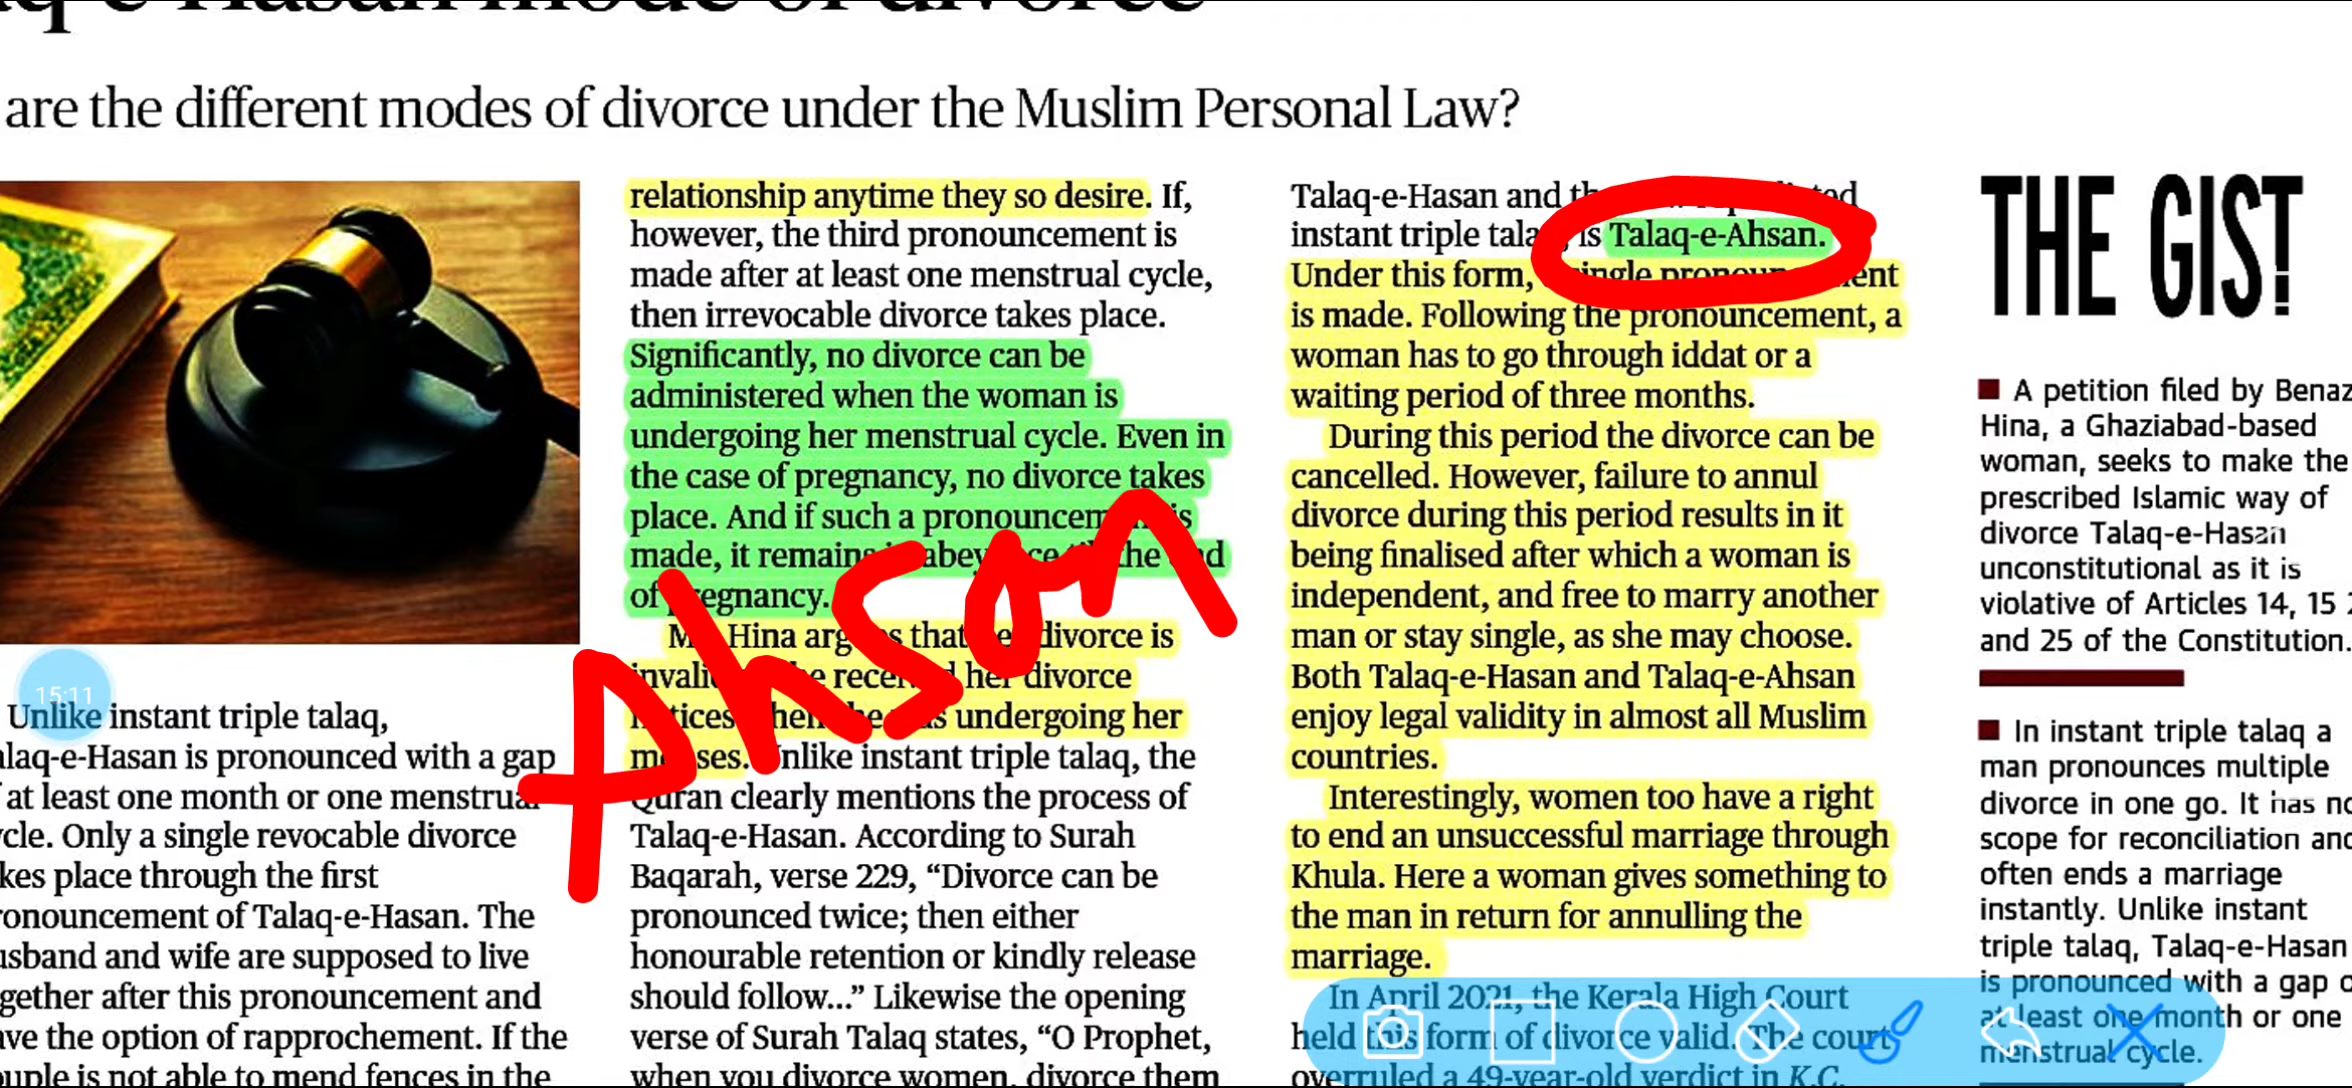 are the different modes of divorce under the Muslim Personal Law?
15:11
Unlike instant triple talaq,
is pronounced with a gap
at least one month or one menstrual
Only a single revocable divorce
place through the first
of Talaq-e-Hasan. The
and wife are supposed to live
after this pronouncement and
the option of rapprochement. If the
is not able to mend fences in the
relationship anytime they so desire. If,
however, the third pronouncement is
made after at least one menstrual cycle,
then irrevocable divorce takes place.
Significantly, no divorce can be
administered when the woman is
undergoing her menstrual cycle. Even in
the case of pregnancy, no divorce takes
place. And if such a pronouncement is
made, it remains in abeyance til the end
of pregnancy.
Ms. Hina argues that her divorce is
invalid she received her divorce
notices when she was undergoing her
menses. Unlike instant triple talaq, the
Quran clearly mentions the process of
Talaq-e-Hasan. According to Surah
Baqarah, verse 229, “Divorce can be
pronounced twice; then either
honourable retention or kindly release
should follow...” Likewise the opening
verse of Surah Talaq states, “O Prophet,
when you divorce women, divorce them
Ahsan
Talaq-e-Hasan and
instant triple talaq, is Talaq-e-Ahsan.
Under this form, single pronouncement
is made. Following the pronouncement, a
woman has to go through iddat or a
waiting period of three months.
During this period the divorce can be
cancelled. However, failure to annul
divorce during this period results in it
being finalised after which a woman is
independent, and free to marry another
man or stay single, as she may choose.
Both Talaq-e-Hasan and Talaq-e-Ahsan
enjoy legal validity in almost all Muslim
countries.
Interestingly, women too have a right
to end an unsuccessful marriage through
Khula. Here a woman gives something to
the man in return for annulling the
marriage.
In April 2021, the Kerala High Court
held this form of divorce valid. The court
overruled a 49-year-old verdict in K.C.
THE GIST
A petition filed by Benaz
Hina, a Ghaziabad-based
woman, seeks to make the
prescribed Islamic way of
divorce Talaq-e-Hasan
unconstitutional as it is
violative of Articles 14, 15
and 25 of the Constitution.
In instant triple talaq a
man pronounces multiple
divorce in one go. It has no
scope for reconciliation and
often ends a marriage
instantly. Unlike instant
triple talaq, Talaq-e-Hasan
is pronounced with a gap o
at least one month or one
menstrual cycle.